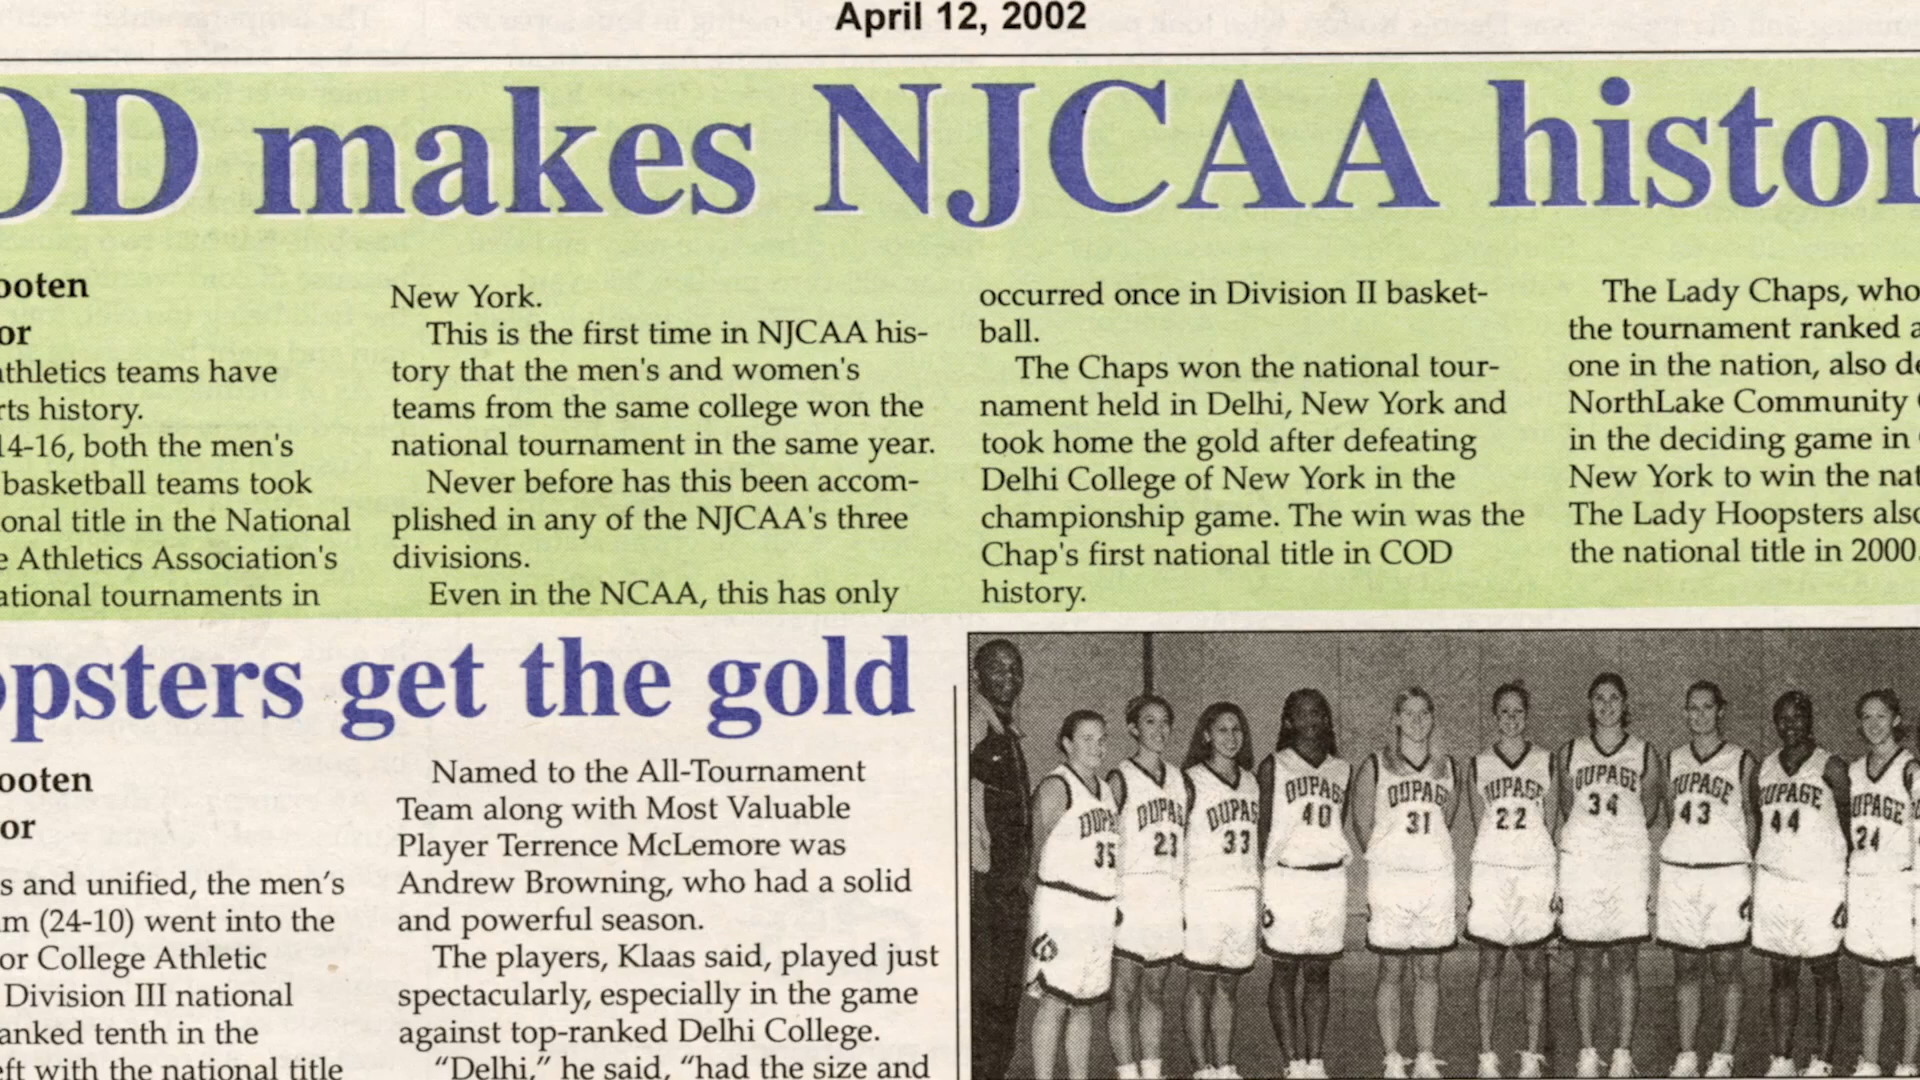 April 12, 2002
OD makes NJCAA histor
ooten
or
athletics teams have
rts history.
14-16, both the men's
basketball teams took
onal title in the National
e Athletics Association's
ational tournaments in
New York.
This is the first time in NJCAA his-
tory that the men's and women's
teams from the same college won the
national tournament in the same year.
Never before has this been accom-
plished in any of the NJCAA's three
divisions.
Even in the NCAA, this has only
occurred once in Division II basket-
ball.
The Chaps won the national tour-
nament held in Delhi, New York and
took home the gold after defeating
Delhi College of New York in the
championship game. The win was the
Chap's first national title in COD
history.
The Lady Chaps, who
the tournament ranked a
one in the nation, also de
NorthLake Community C
in the deciding game in
New York to win the nat
The Lady Hoopsters also
the national title in 2000.
opsters get the gold
ooten
or
s and unified, the men's
m (24-10) went into the
or College Athletic
Division III national
anked tenth in the
eft with the national title
Named to the All-Tournament
Team along with Most Valuable
Player Terrence McLemore was
Andrew Browning, who had a solid
and powerful season.
The players, Klaas said, played just
spectacularly, especially in the game
against top-ranked Delhi College.
"Delhi," he said, "had the size and
DUPA 35
DUPA 23
DUPAG 33
DUPAG 40
DUPAG 31
DUPAGE 22
DUPAGE 34
DUPAGE 43
DUPAGE 44
DUPAGE 24